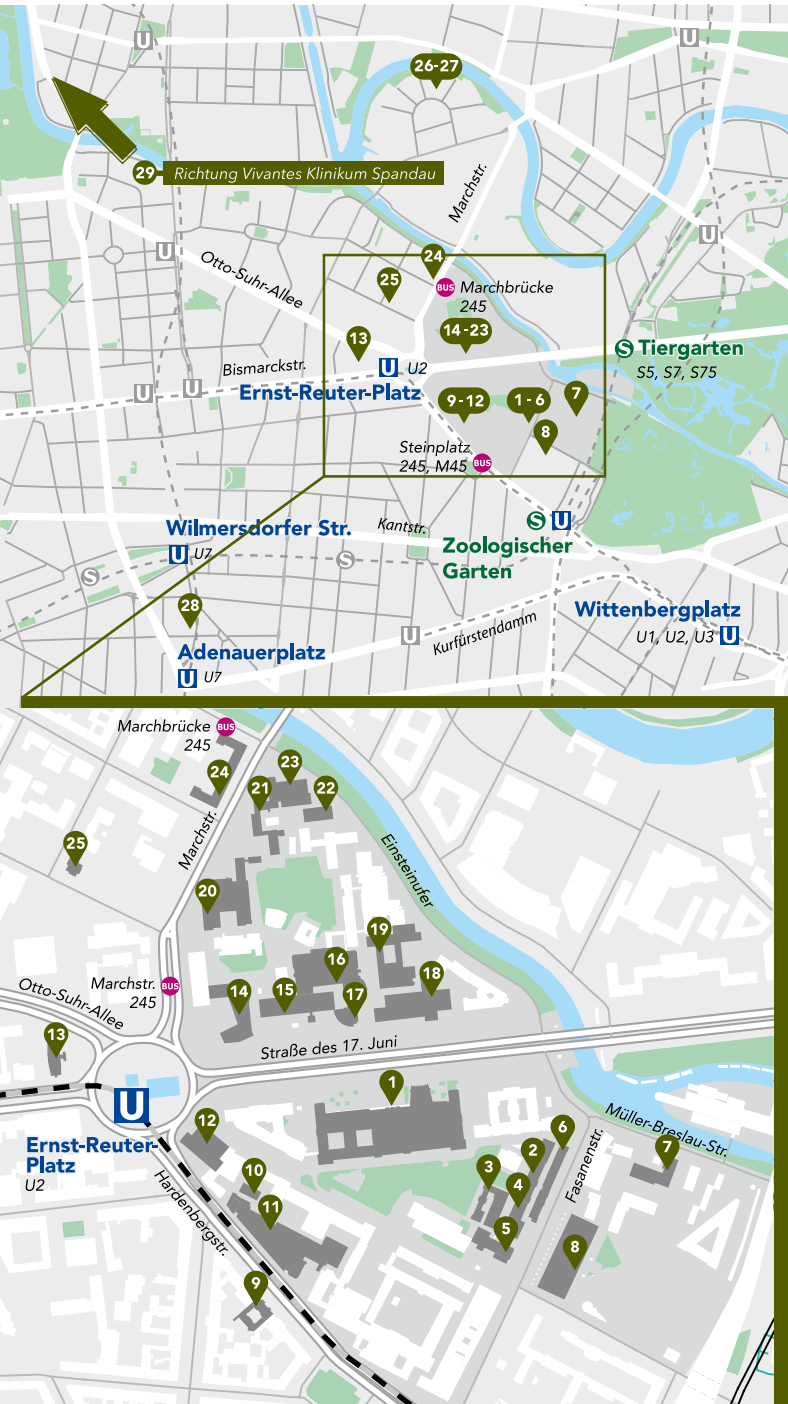 U
U
26-27
29 Richtung Vivantes Klinikum Spandau
Marchstr.
U
U
Otto-Suhr-Allee
24
25
BUS Marchbrücke
245
14-23
13
S Tiergarten
S5, S7, S75
Bismarckstr.
U U2
Ernst-Reuter-Platz
U
U
9-12
1-6
7
8
Steinplatz
245, M45 BUS
S U
Zoologischer
Garten
Kantstr.
Wilmersdorfer Str.
U U7
S
S
28
Adenauerplatz
U U7
U
Kurfürstendamm
Wittenbergplatz
U1, U2, U3 U
Marchbrücke BUS
245
24
23
21
22
Marchstr.
25
Einsteinufer
20
19
16
18
Marchstr. BUS
245
14
15
17
Otto-Suhr-Allee
13
Straße des 17. Juni
1
U
Ernst-Reuter-
Platz
U2
12
6
2
3
4
5
Müller-Breslau-Str.
7
Fasanenstr.
10
11
Hardenbergstr.
8
9